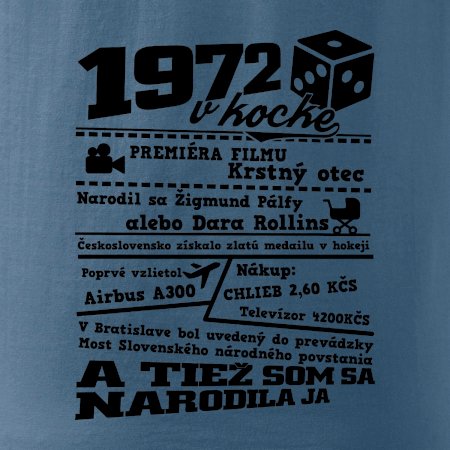 1972
v kocke
PREMIÉRA FILMU
Krstný otec
Narodil sa Žigmund Pálfy
alebo Dara Rollins
Československo získalo zlatú medailu v hokeji
Poprvé vzlietol
Airbus A300
Nákup:
CHLIEB 2,60 KČS
Televízor 4200KČS
V Bratislave bol uvedený do prevádzky
Most Slovenského národného povstania
A TIEŽ SOM SA
NARODILA JA